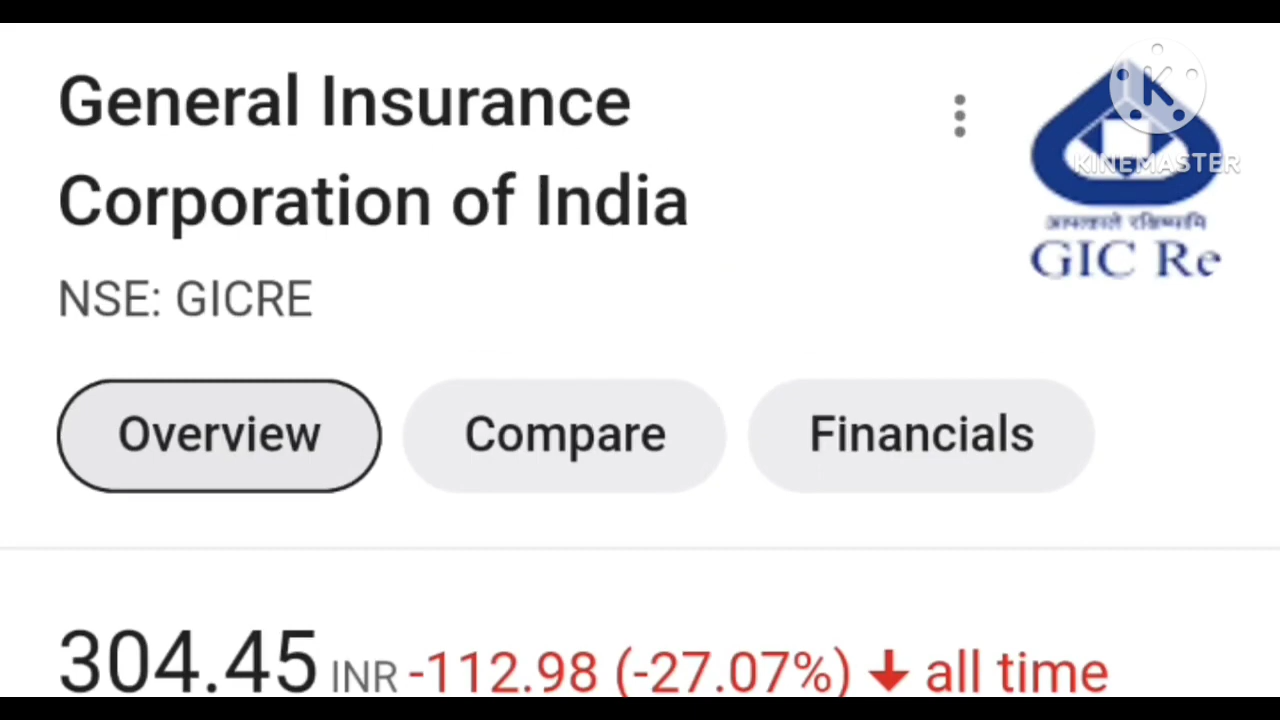 General Insurance
Corporation of India
NSE: GICRE
KINEMASTER
GIC Re
Overview
Compare
Financials
304.45 INR -112.98 (-27.07%) ↓ all time